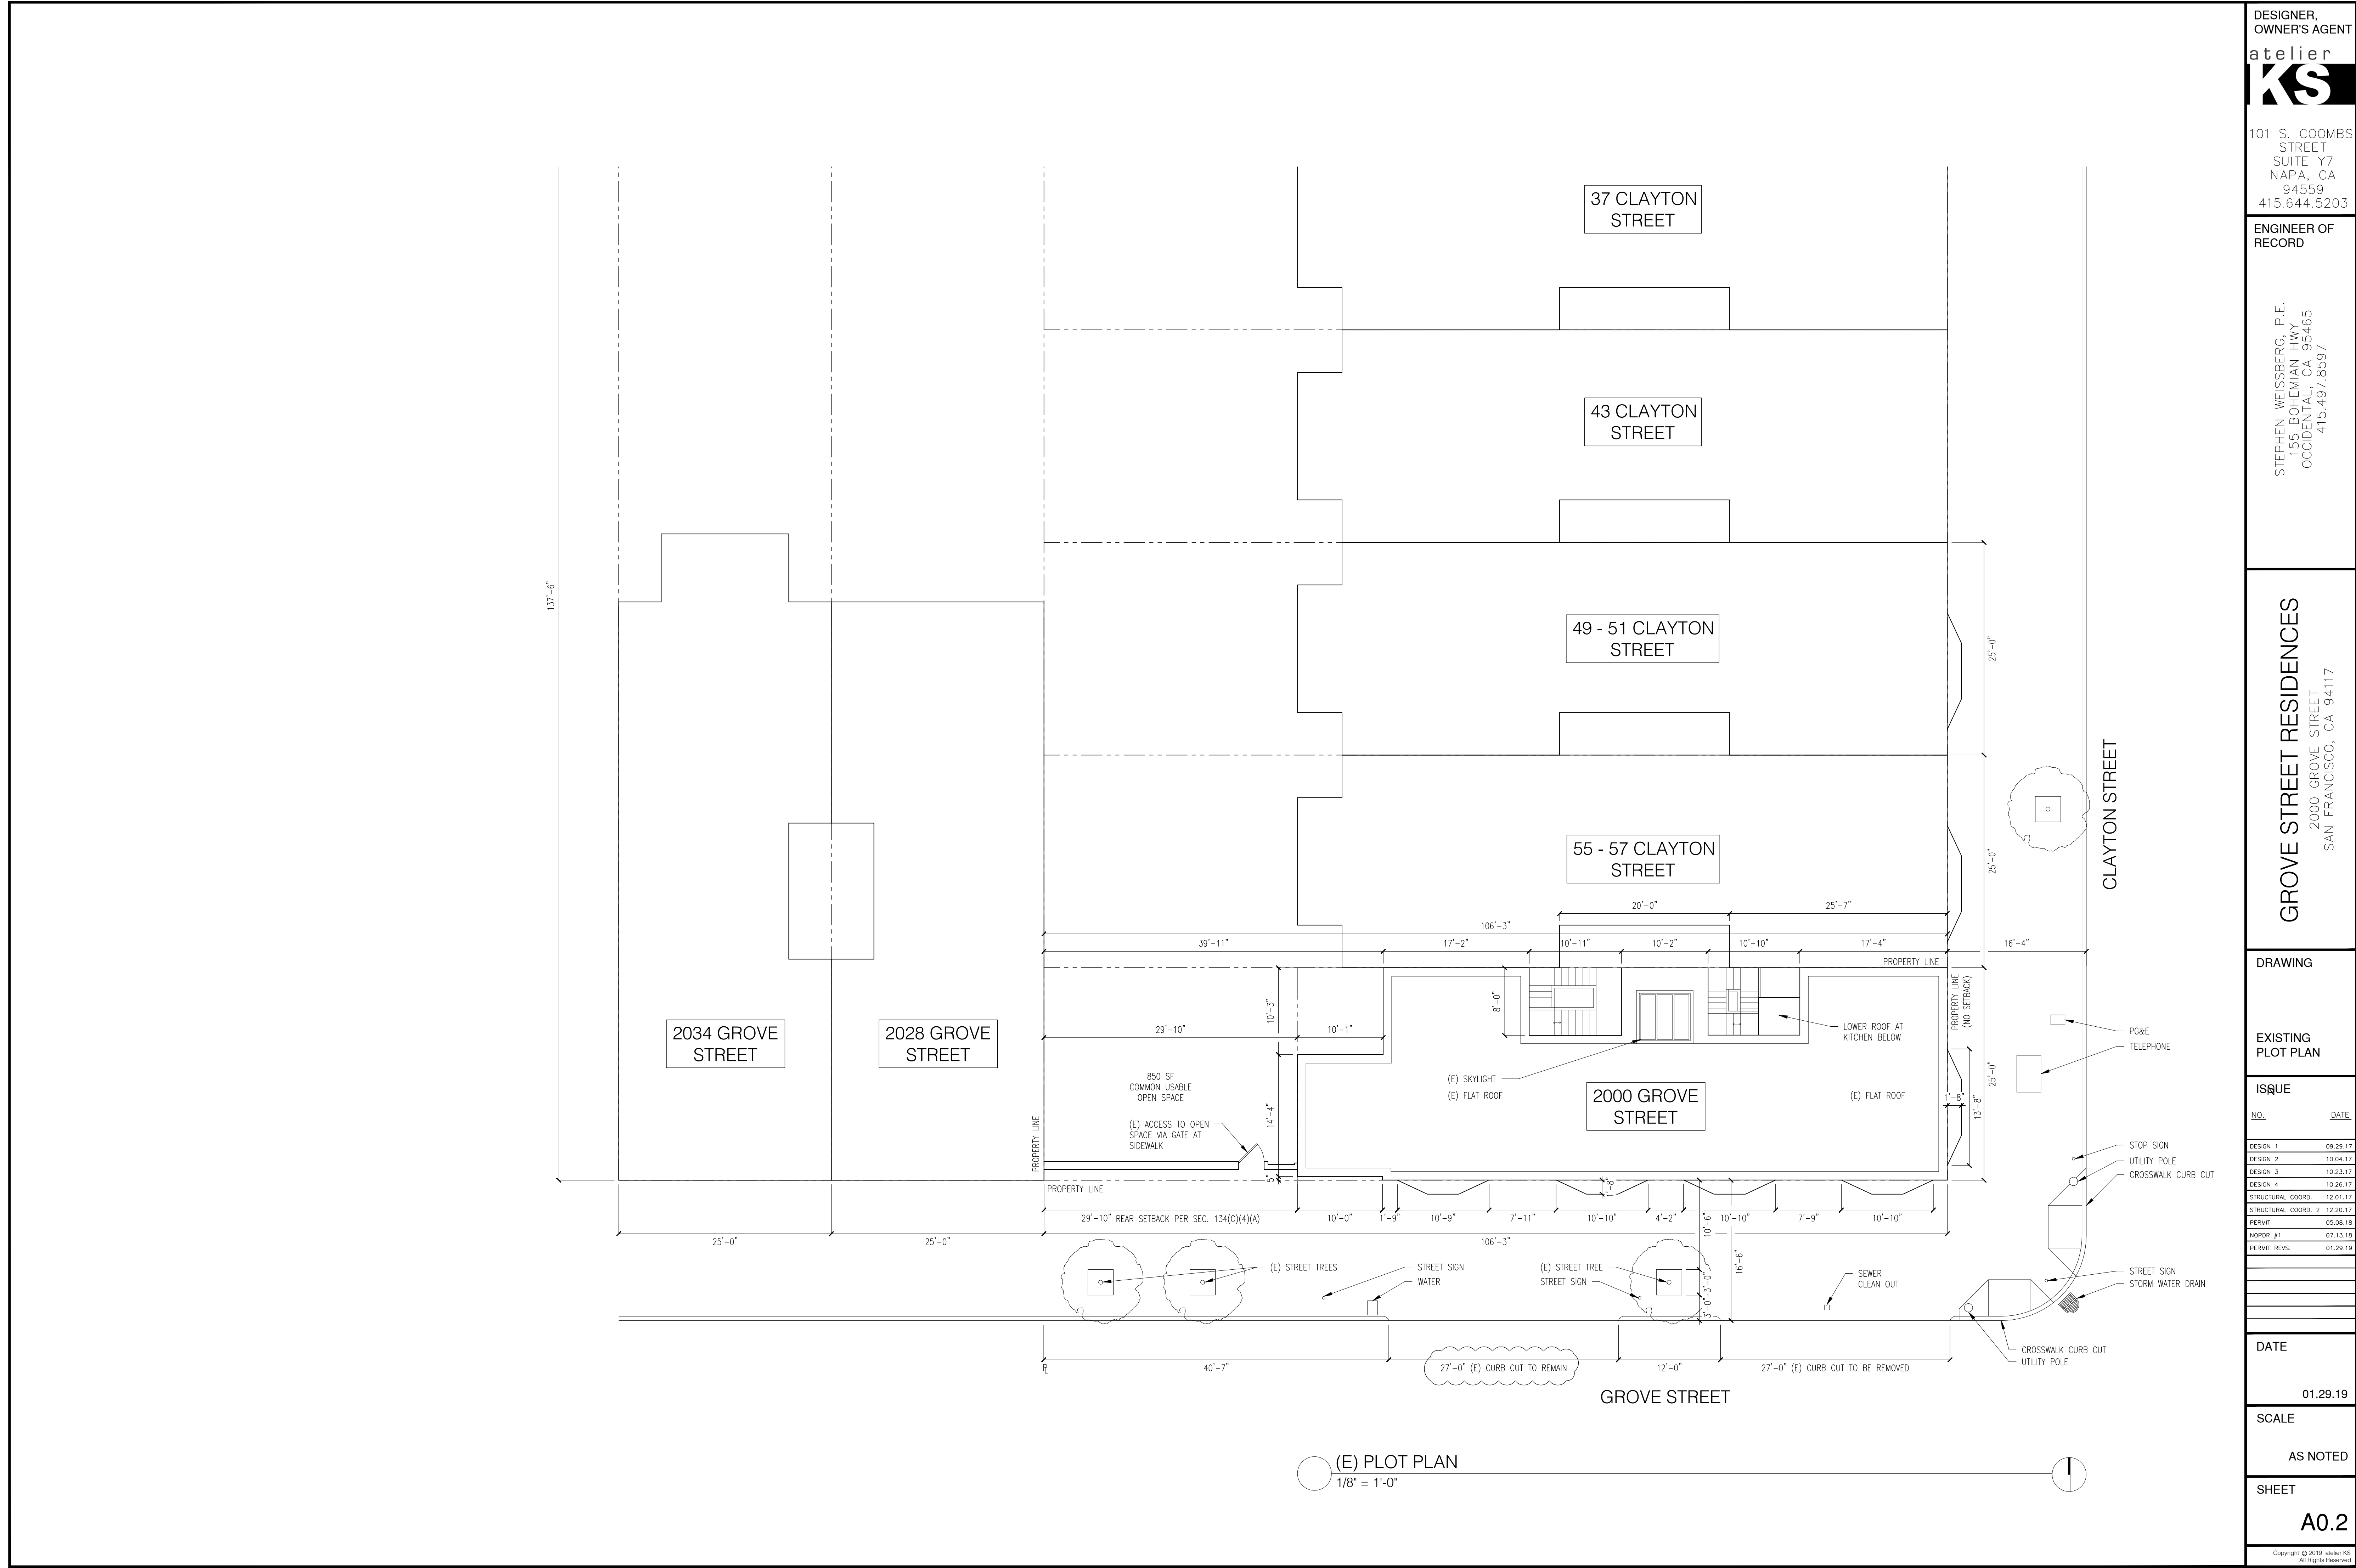 37 CLAYTON
STREET
43 CLAYTON
STREET
137'-6"
49 - 51 CLAYTON
STREET
25'-0"
CLAYTON STREET
55 - 57 CLAYTON
STREET
25'-0"
20'-0"
25'-7"
106'-3"
39'-11"
17'-2"
10'-11"
10'-2"
10'-10"
17'-4"
16'-4"
PROPERTY LINE
PROPERTY LINE
(NO SETBACK)
10'-3"
8'-0"
2034 GROVE
STREET
2028 GROVE
STREET
29'-10"
10'-1"
LOWER ROOF AT
KITCHEN BELOW
PG&E
TELEPHONE
850 SF
COMMON USABLE
OPEN SPACE
(E) SKYLIGHT
(E) FLAT ROOF
2000 GROVE
STREET
(E) FLAT ROOF
1'-8"
25'-0"
13'-8"
14'-4"
(E) ACCESS TO OPEN
SPACE VIA GATE AT
SIDEWALK
PROPERTY LINE
STOP SIGN
UTILITY POLE
CROSSWALK CURB CUT
5"
1'-8"
PROPERTY LINE
29'-10" REAR SETBACK PER SEC. 134(C)(4)(A)
10'-0"
1'-9"
10'-9"
7'-11"
10'-10"
4'-2"
10'-6"
10'-10"
7'-9"
10'-10"
25'-0"
25'-0"
106'-3"
16'-6"
(E) STREET TREES
STREET SIGN
WATER
(E) STREET TREE
STREET SIGN
3'-0"
3'-0"
SEWER
CLEAN OUT
STREET SIGN
STORM WATER DRAIN
CROSSWALK CURB CUT
UTILITY POLE
PL
40'-7"
27'-0" (E) CURB CUT TO REMAIN
12'-0"
27'-0" (E) CURB CUT TO BE REMOVED
GROVE STREET
(E) PLOT PLAN
1/8" = 1'-0"
DESIGNER,
OWNER'S AGENT
atelier
KS
101 S. COOMBS
STREET
SUITE Y7
NAPA, CA
94559
415.644.5203
ENGINEER OF
RECORD
STEPHEN WEISSBERG, P.E.
155 BOHEMIAN HWY
OCCIDENTAL, CA 95465
415.497.8597
GROVE STREET RESIDENCES
2000 GROVE STREET
SAN FRANCISCO, CA 94117
DRAWING
EXISTING
PLOT PLAN
ISSUE
NO. DATE
DESIGN 1 09.29.17
DESIGN 2 10.04.17
DESIGN 3 10.23.17
DESIGN 4 10.26.17
STRUCTURAL COORD. 12.01.17
STRUCTURAL COORD. 2 12.20.17
PERMIT 05.08.18
NOPDR #1 07.13.18
PERMIT REVS. 01.29.19
DATE
01.29.19
SCALE
AS NOTED
SHEET
A0.2
Copyright © 2019 atelier KS
All Rights Reserved